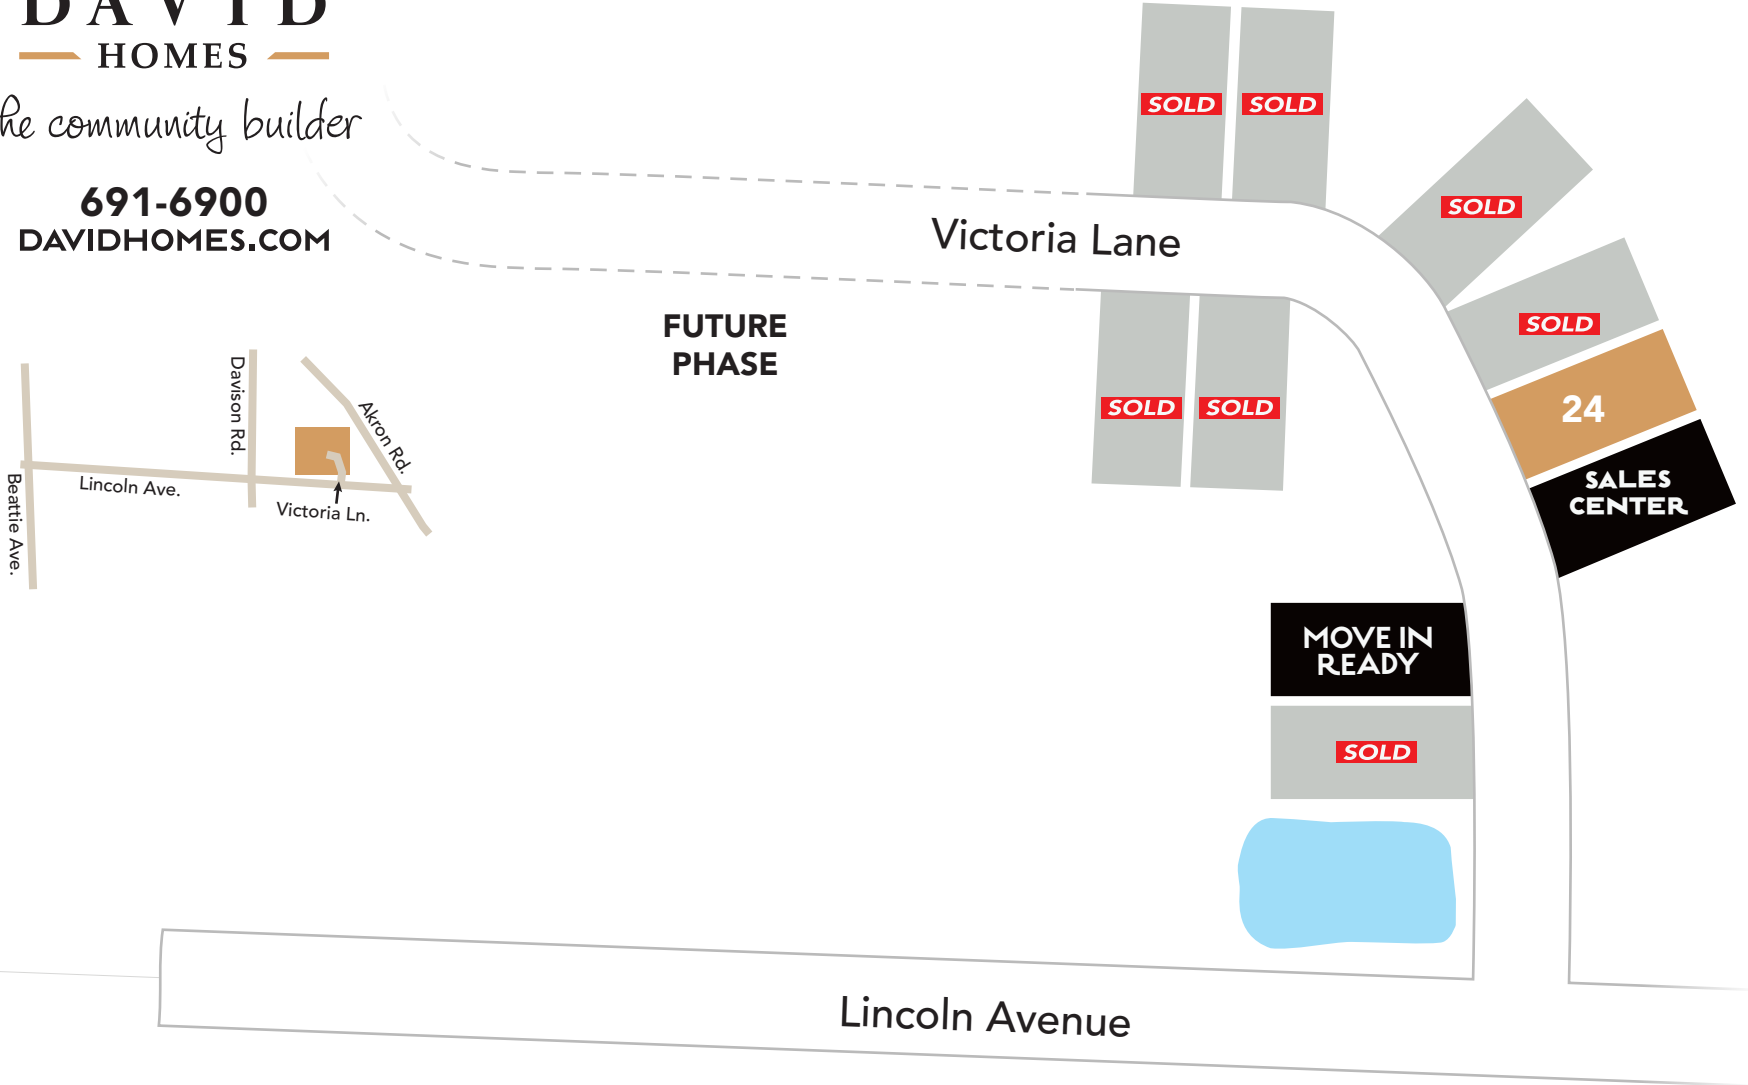 DAVID
HOMES
he community builder
691-6900
DAVIDHOMES.COM
SOLD
SOLD
SOLD
Victoria Lane
SOLD
FUTURE
PHASE
SOLD
SOLD
24
SALES
CENTER
Davison Rd.
Akron Rd.
Beattie Ave.
Lincoln Ave.
Victoria Ln.
MOVE IN
READY
SOLD
Lincoln Avenue